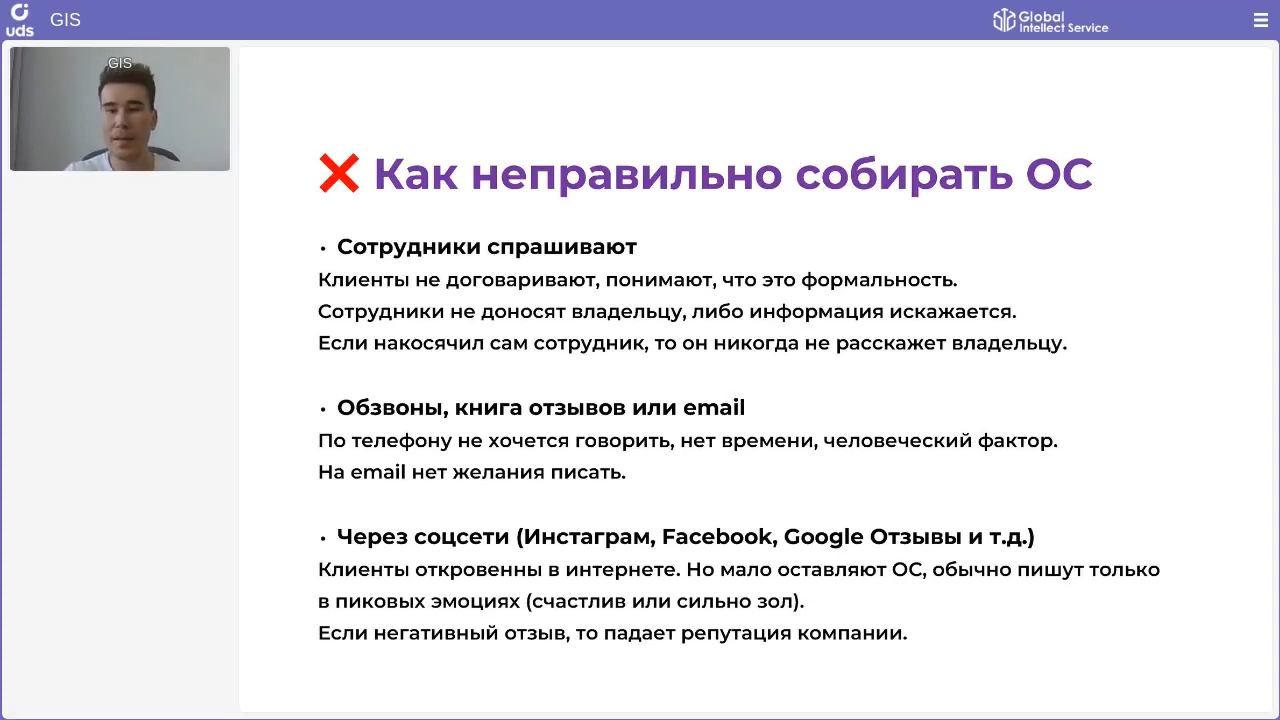 uds
GIS
Global
Intellect Service
GIS
Как неправильно собирать ОС
• Сотрудники спрашивают
Клиенты не договаривают, понимают, что это формальность.
Сотрудники не доносят владельцу, либо информация искажается.
Если накосячил сам сотрудник, то он никогда не расскажет владельцу.
• Обзвоны, книга отзывов или email
По телефону не хочется говорить, нет времени, человеческий фактор.
На email нет желания писать.
• Через соцсети (Инстаграм, Facebook, Google Отзывы и т.д.)
Клиенты откровенны в интернете. Но мало оставляют ОС, обычно пишут только
в пиковых эмоциях (счастлив или сильно зол).
Если негативный отзыв, то падает репутация компании.